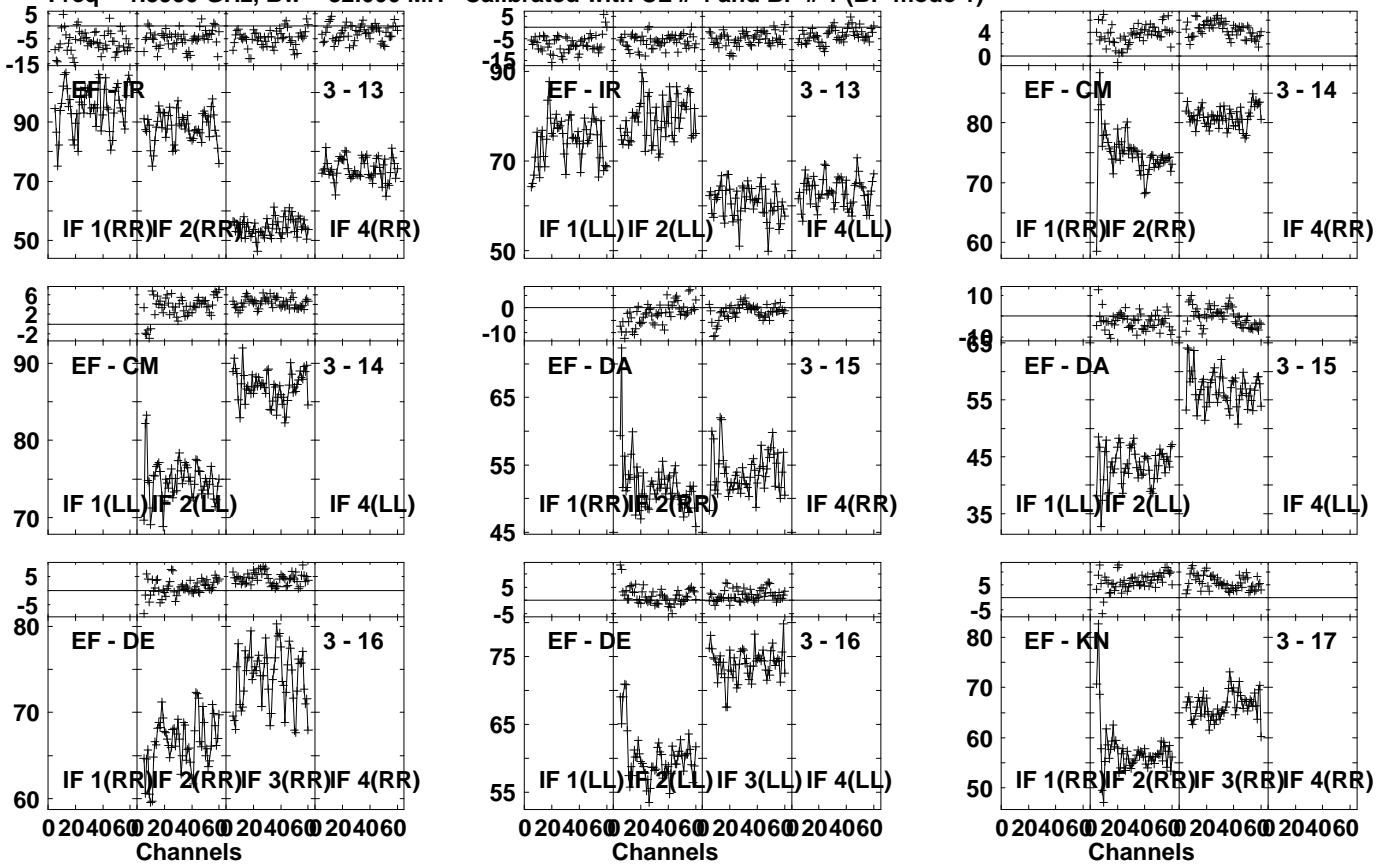 5 5
-5 -5 0
-15 -15
90
EF - IR 3 - 13 EF - IR 3 - 13 EF - CM 3 - 14
90 80
70 70 70
IF 1(RR) IF 2(RR) IF 4(RR) IF 1(LL) IF 2(LL) IF 4(LL) IF 1(RR) IF 2(RR) IF 4(RR)
50 50 60
6 10
2 0
-2 -10 -10
65
EF - CM 3 - 14 EF - DA 3 - 15 EF - DA 3 - 15
90 65 55
80 55 45
IF 1(LL) IF 2(LL) IF 4(LL) IF 1(RR) IF 2(RR) IF 4(RR) IF 1(LL) IF 2(LL) IF 4(LL)
70 45 35
5 5 5
-5 -5 -5
80 80
EF - DE 3 - 16 EF - DE 3 - 16 EF - KN 3 - 17
75 70
70 65 60
IF 1(RR) IF 2(RR) IF 3(RR) IF 4(RR) IF 1(LL) IF 2(LL) IF 3(LL) IF 4(LL) IF 1(RR) IF 2(RR) IF 3(RR) IF 4(RR)
60 55 50
0 20 40 60 0 20 40 60 0 20 40 60 0 20 40 60 0 20 40 60 0 20 40 60 0 20 40 60 0 20 40 60 0 20 40 60 0 20 40 60 0 20 40 60 0 20 40 60
Channels Channels Channels